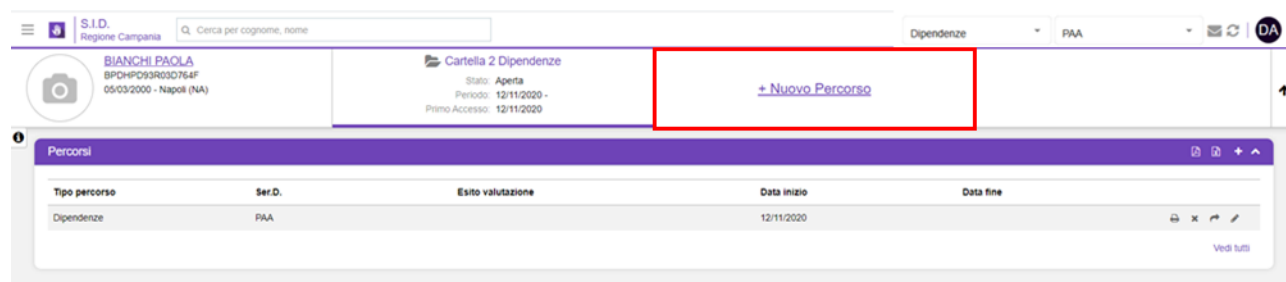 S.I.D.
Regione Campania
Cerca per cognome, nome
Dipendenze
PAA
DA
BIANCHI PAOLA
BPDHPD93R03D764F
05/03/2000 - Napoli (NA)
Cartella 2 Dipendenze
Stato: Aperta
Periodo: 12/11/2020 -
Primo Accesso: 12/11/2020
+ Nuovo Percorso
Percorsi
Tipo percorso Ser.D. Esito valutazione Data inizio Data fine
Dipendenze PAA 12/11/2020
Vedi tutti